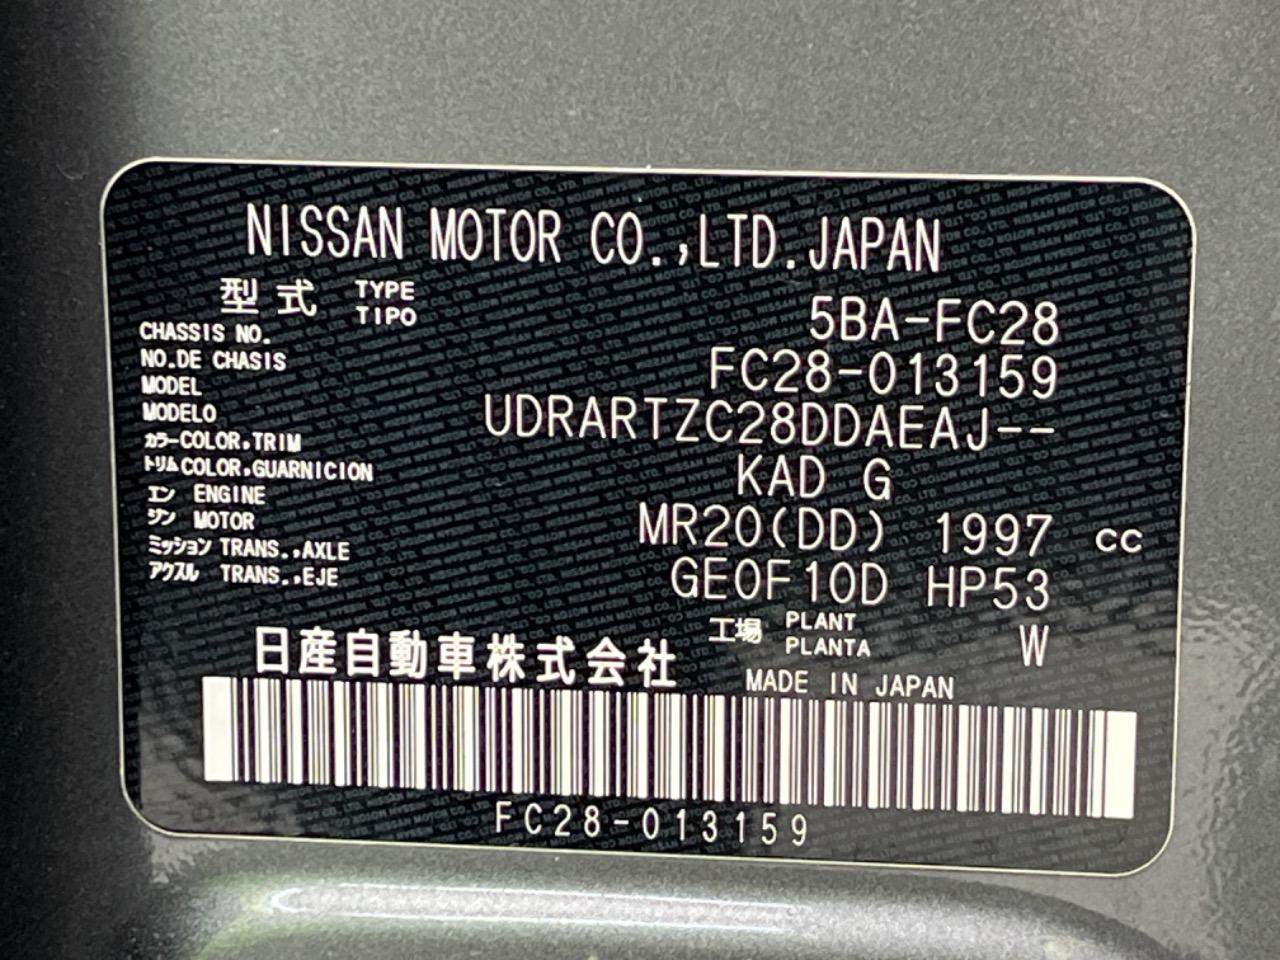 NISSAN MOTOR CO.,LTD.JAPAN
型式 TYPE TIPO 5BA-FC28
CHASSIS NO.
NO.DE CHASIS FC28-013159
MODEL
MODELO UDRARTZC28DDAEAJ--
カラー COLOR,TRIM
トリム COLOR,GUARNICION KAD G
エン ENGINE
ジン MOTOR MR20(DD) 1997 cc
ミッション TRANS.,AXLE
アクスル TRANS.,EJE GE0F10D HP53
工場 PLANT PLANTA W
日産自動車株式会社 MADE IN JAPAN
FC28-013159